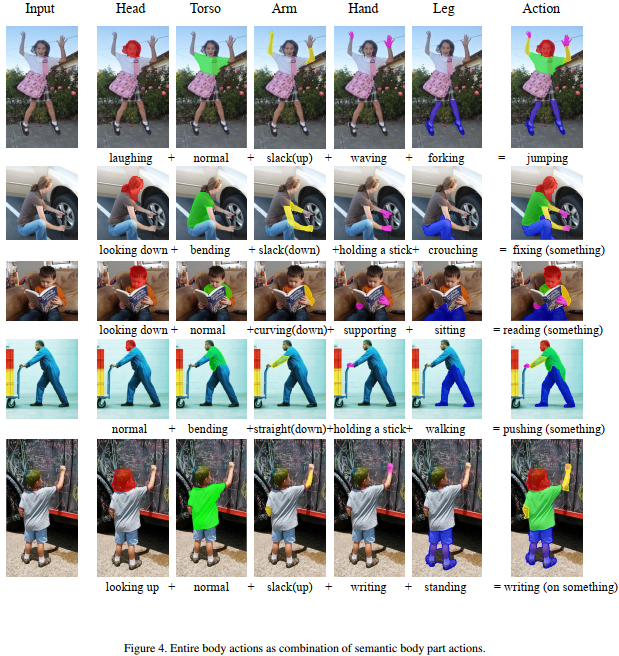 Input Head Torso Arm Hand Leg Action
laughing + normal + slack(up) + waving + forking = jumping
looking down + bending + slack(down) +holding a stick+ crouching = fixing (something)
looking down + normal +curving(down)+ supporting + sitting = reading (something)
normal + bending +straight(down)+holding a stick+ walking = pushing (something)
looking up + normal + slack(up) + writing + standing = writing (on something)
Figure 4. Entire body actions as combination of semantic body part actions.